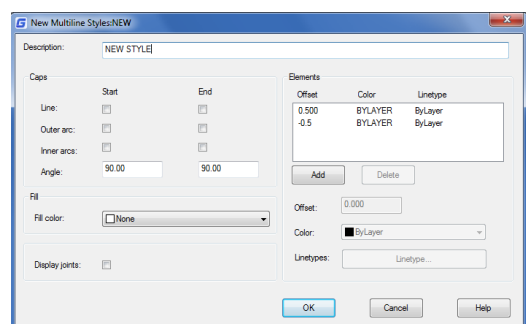 New Multiline Styles:NEW
Description: NEW STYLE
Caps
Start End
Line:
Outer arc:
Inner arcs:
Angle: 90.00 90.00
Fill
Fill color: None
Display joints:
Elements
Offset Color Linetype
0.500 BYLAYER ByLayer
-0.5 BYLAYER ByLayer
Add Delete
Offset: 0.000
Color: ByLayer
Linetypes: Linetype...
OK Cancel Help